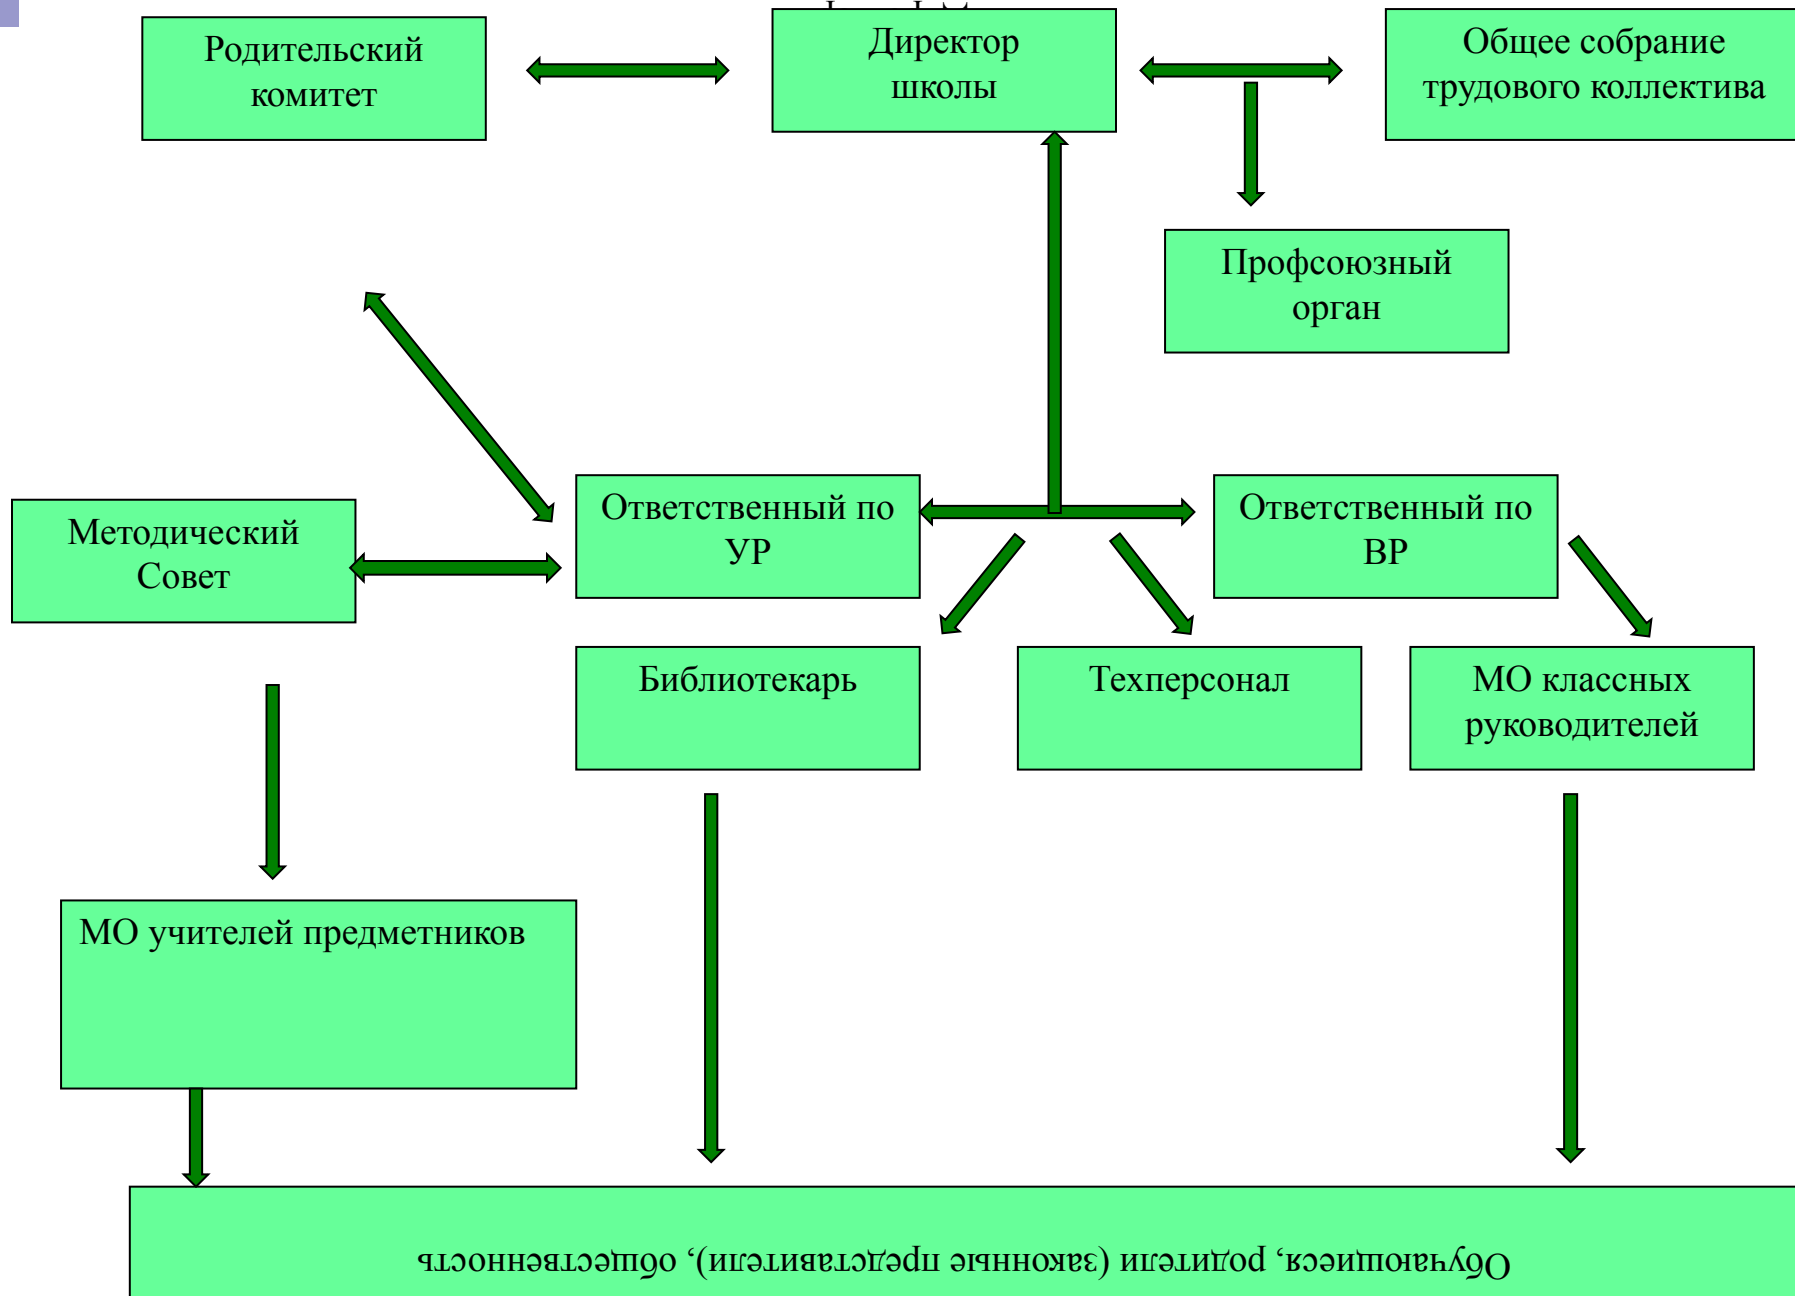 Родительский
комитет
Директор
школы
Общее собрание
трудового коллектива
Профсоюзный
орган
Методический
Совет
Ответственный по
УР
Ответственный по
ВР
Библиотекарь
Техперсонал
МО классных
руководителей
МО учителей предметников
Обучающиеся, родители (законные представители), общественность